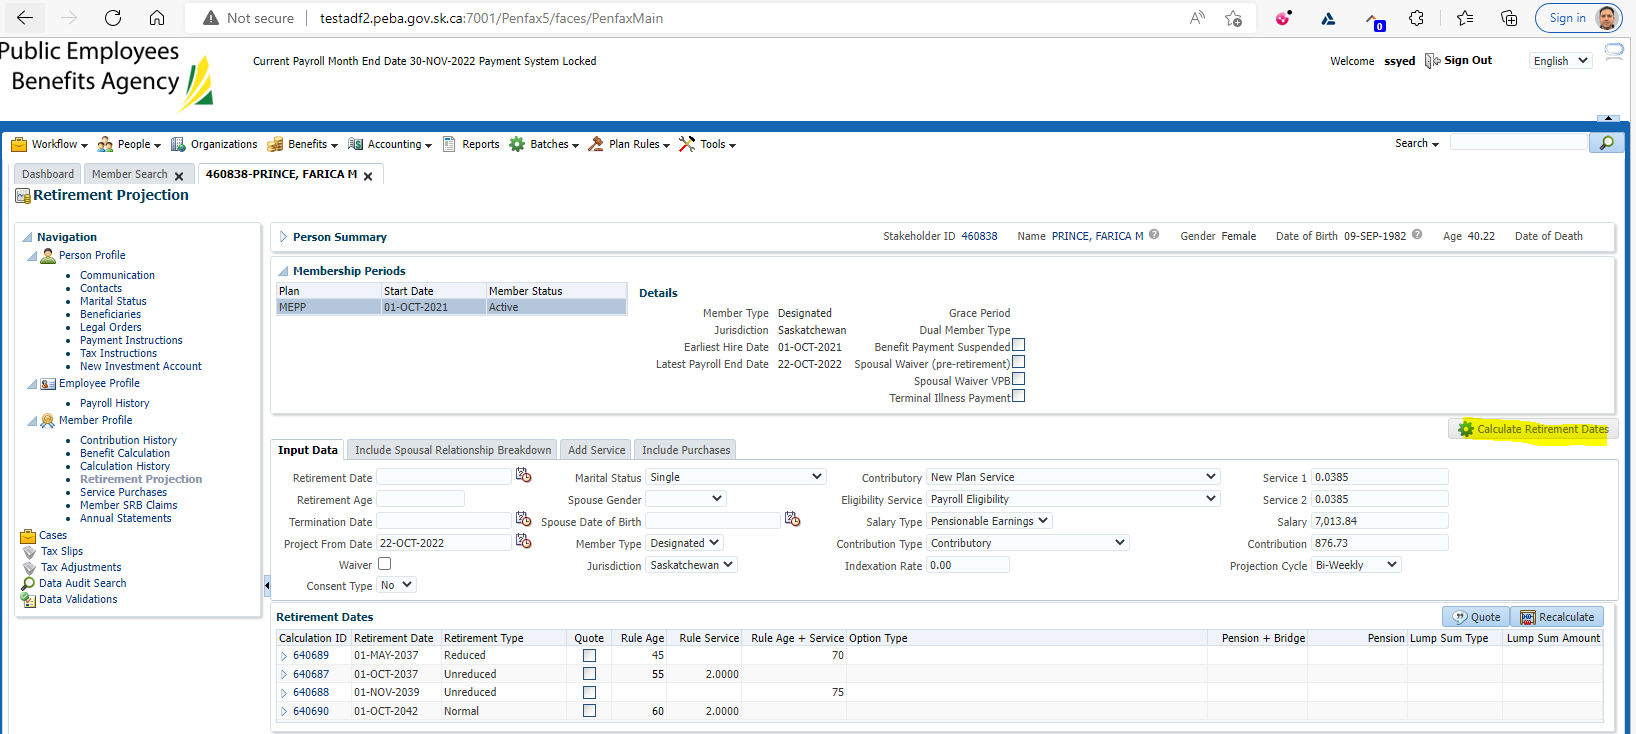 Not secure testadf2.peba.gov.sk.ca:7001/Penfax5/faces/PenfaxMain Sign in
0
Public Employees
Benefits Agency
Current Payroll Month End Date 30-NOV-2022 Payment System Locked
Welcome ssyed Sign Out English
Workflow People Organizations Benefits Accounting Reports Batches Plan Rules Tools Search
Dashboard Member Search 460838-PRINCE, FARICA M
Retirement Projection
Navigation
Person Profile
Communication
Contacts
Marital Status
Beneficiaries
Legal Orders
Payment Instructions
Tax Instructions
New Investment Account
Employee Profile
Payroll History
Member Profile
Contribution History
Benefit Calculation
Calculation History
Retirement Projection
Service Purchases
Member SRB Claims
Annual Statements
Cases
Tax Slips
Tax Adjustments
Data Audit Search
Data Validations
Person Summary Stakeholder ID 460838 Name PRINCE, FARICA M Gender Female Date of Birth 09-SEP-1982 Age 40.22 Date of Death
Membership Periods
Plan Start Date Member Status
MEPP 01-OCT-2021 Active
Details
Member Type Designated Grace Period
Jurisdiction Saskatchewan Dual Member Type
Earliest Hire Date 01-OCT-2021 Benefit Payment Suspended
Latest Payroll End Date 22-OCT-2022 Spousal Waiver (pre-retirement)
Spousal Waiver VPB
Terminal Illness Payment
Calculate Retirement Dates
Input Data Include Spousal Relationship Breakdown Add Service Include Purchases
Retirement Date Marital Status Single Contributory New Plan Service Service 1 0.0385
Retirement Age Spouse Gender Eligibility Service Payroll Eligibility Service 2 0.0385
Termination Date Spouse Date of Birth Salary Type Pensionable Earnings Salary 7,013.84
Project From Date 22-OCT-2022 Member Type Designated Contribution Type Contributory Contribution 876.73
Waiver Jurisdiction Saskatchewan Indexation Rate 0.00 Projection Cycle Bi-Weekly
Consent Type No
Retirement Dates Quote Recalculate
Calculation ID Retirement Date Retirement Type Quote Rule Age Rule Service Rule Age + Service Option Type Pension + Bridge Pension Lump Sum Type Lump Sum Amount
640689 01-MAY-2037 Reduced 45 70
640687 01-OCT-2037 Unreduced 55 2.0000
640688 01-NOV-2039 Unreduced 75
640690 01-OCT-2042 Normal 60 2.0000